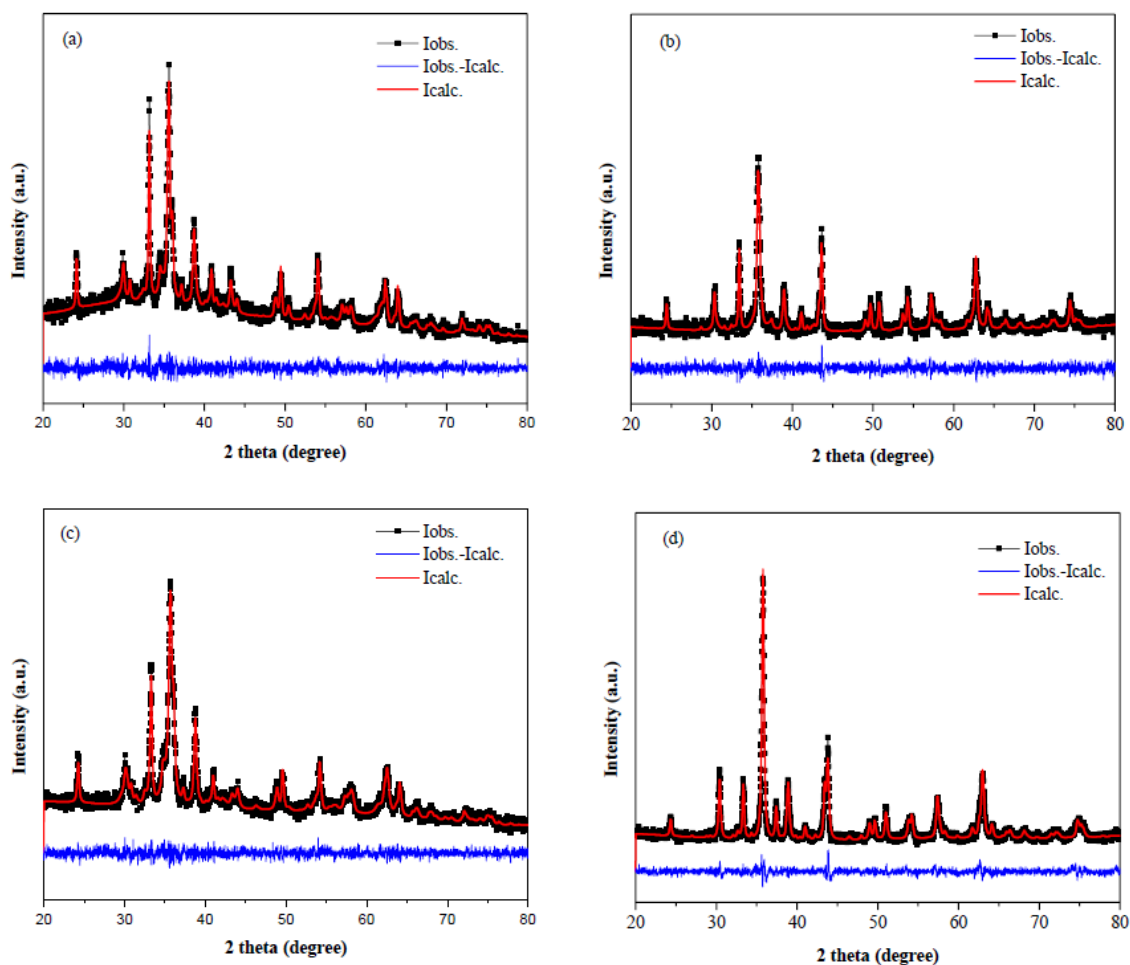 (a)
Iobs.
Iobs.-Icalc.
Icalc.
Intensity (a.u.)
20 30 40 50 60 70 80
2 theta (degree)
(b)
Iobs.
Iobs.-Icalc.
Icalc.
Intensity (a.u.)
20 30 40 50 60 70 80
2 theta (degree)
(c)
Iobs.
Iobs.-Icalc.
Icalc.
Intensity (a.u.)
20 30 40 50 60 70 80
2 theta (degree)
(d)
Iobs.
Iobs.-Icalc.
Icalc.
Intensity (a.u.)
20 30 40 50 60 70 80
2 theta (degree)